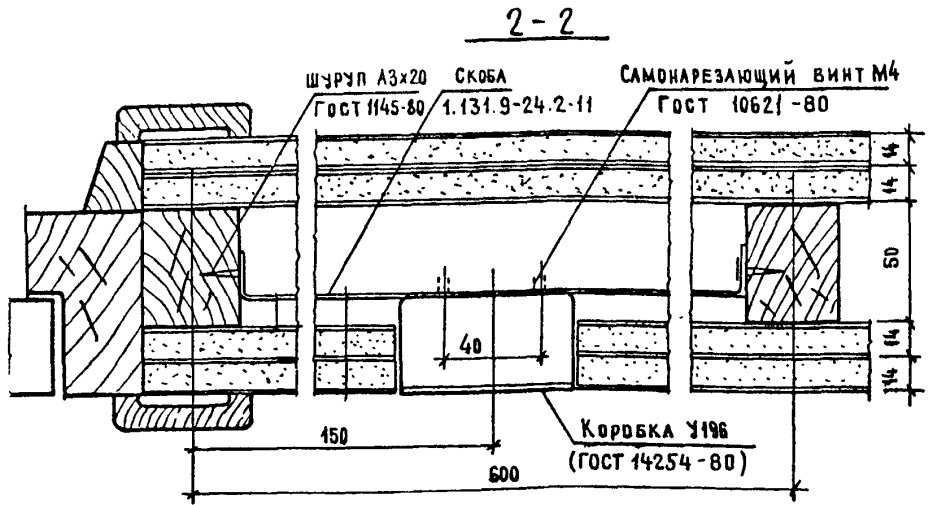 2-2
ШУРУП А3х20
ГОСТ 1145-80
СКОБА
1.131.9-24.2-11
САМОНАРЕЗАЮЩИЙ ВИНТ М4
ГОСТ 10621-80
14
14
50
14
14
40
150
КОРОБКА У196
(ГОСТ 14254-80)
600